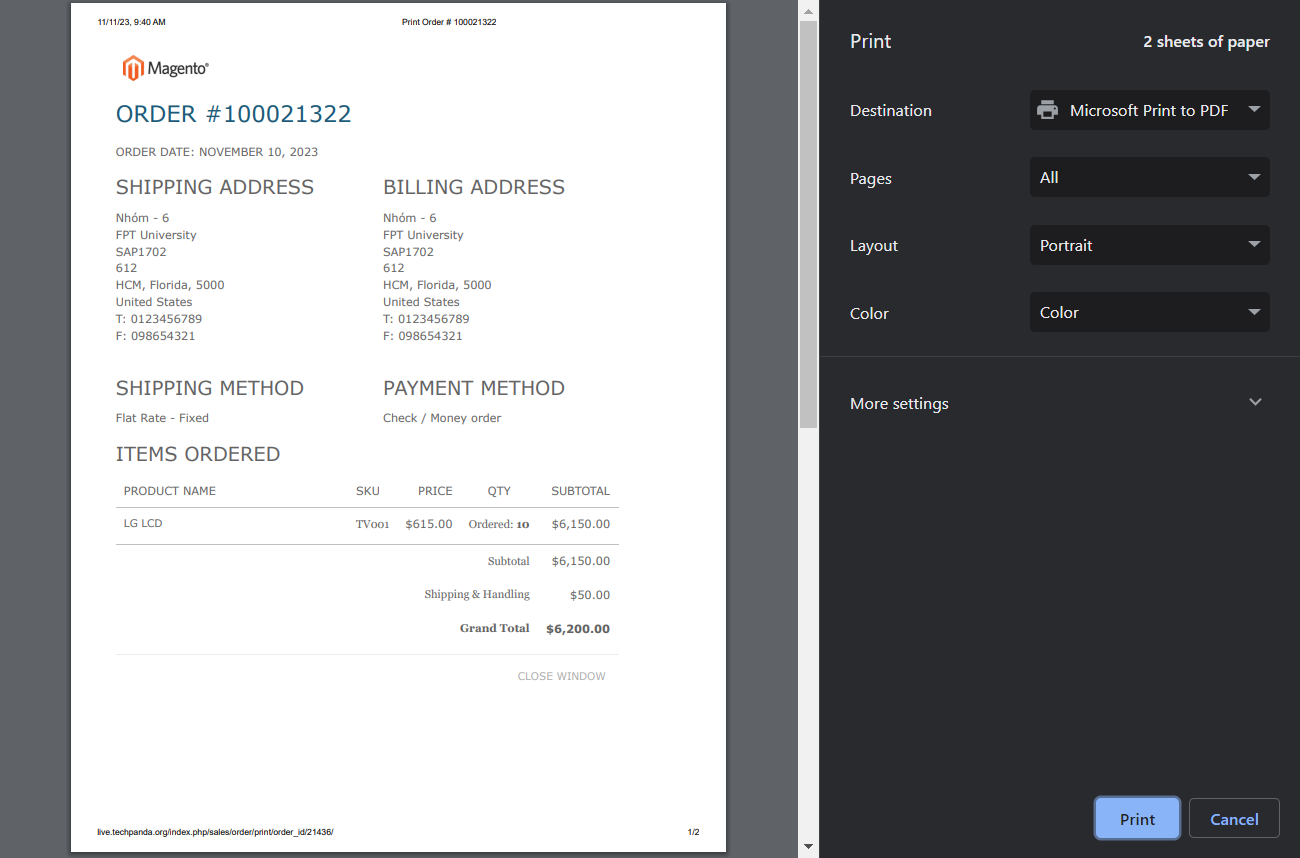 11/11/23, 9:40 AM Print Order # 100021322
Magento®
ORDER #100021322
ORDER DATE: NOVEMBER 10, 2023
SHIPPING ADDRESS
Nhóm - 6
FPT University
SAP1702
612
HCM, Florida, 5000
United States
T: 0123456789
F: 098654321
BILLING ADDRESS
Nhóm - 6
FPT University
SAP1702
612
HCM, Florida, 5000
United States
T: 0123456789
F: 098654321
SHIPPING METHOD
Flat Rate - Fixed
PAYMENT METHOD
Check / Money order
ITEMS ORDERED
PRODUCT NAME SKU PRICE QTY SUBTOTAL
LG LCD TV001 $615.00 Ordered: 10 $6,150.00
Subtotal $6,150.00
Shipping & Handling $50.00
Grand Total $6,200.00
CLOSE WINDOW
live.techpanda.org/index.php/sales/order/print/order_id/21436/ 1/2
Print 2 sheets of paper
Destination Microsoft Print to PDF
Pages All
Layout Portrait
Color Color
More settings
Print Cancel